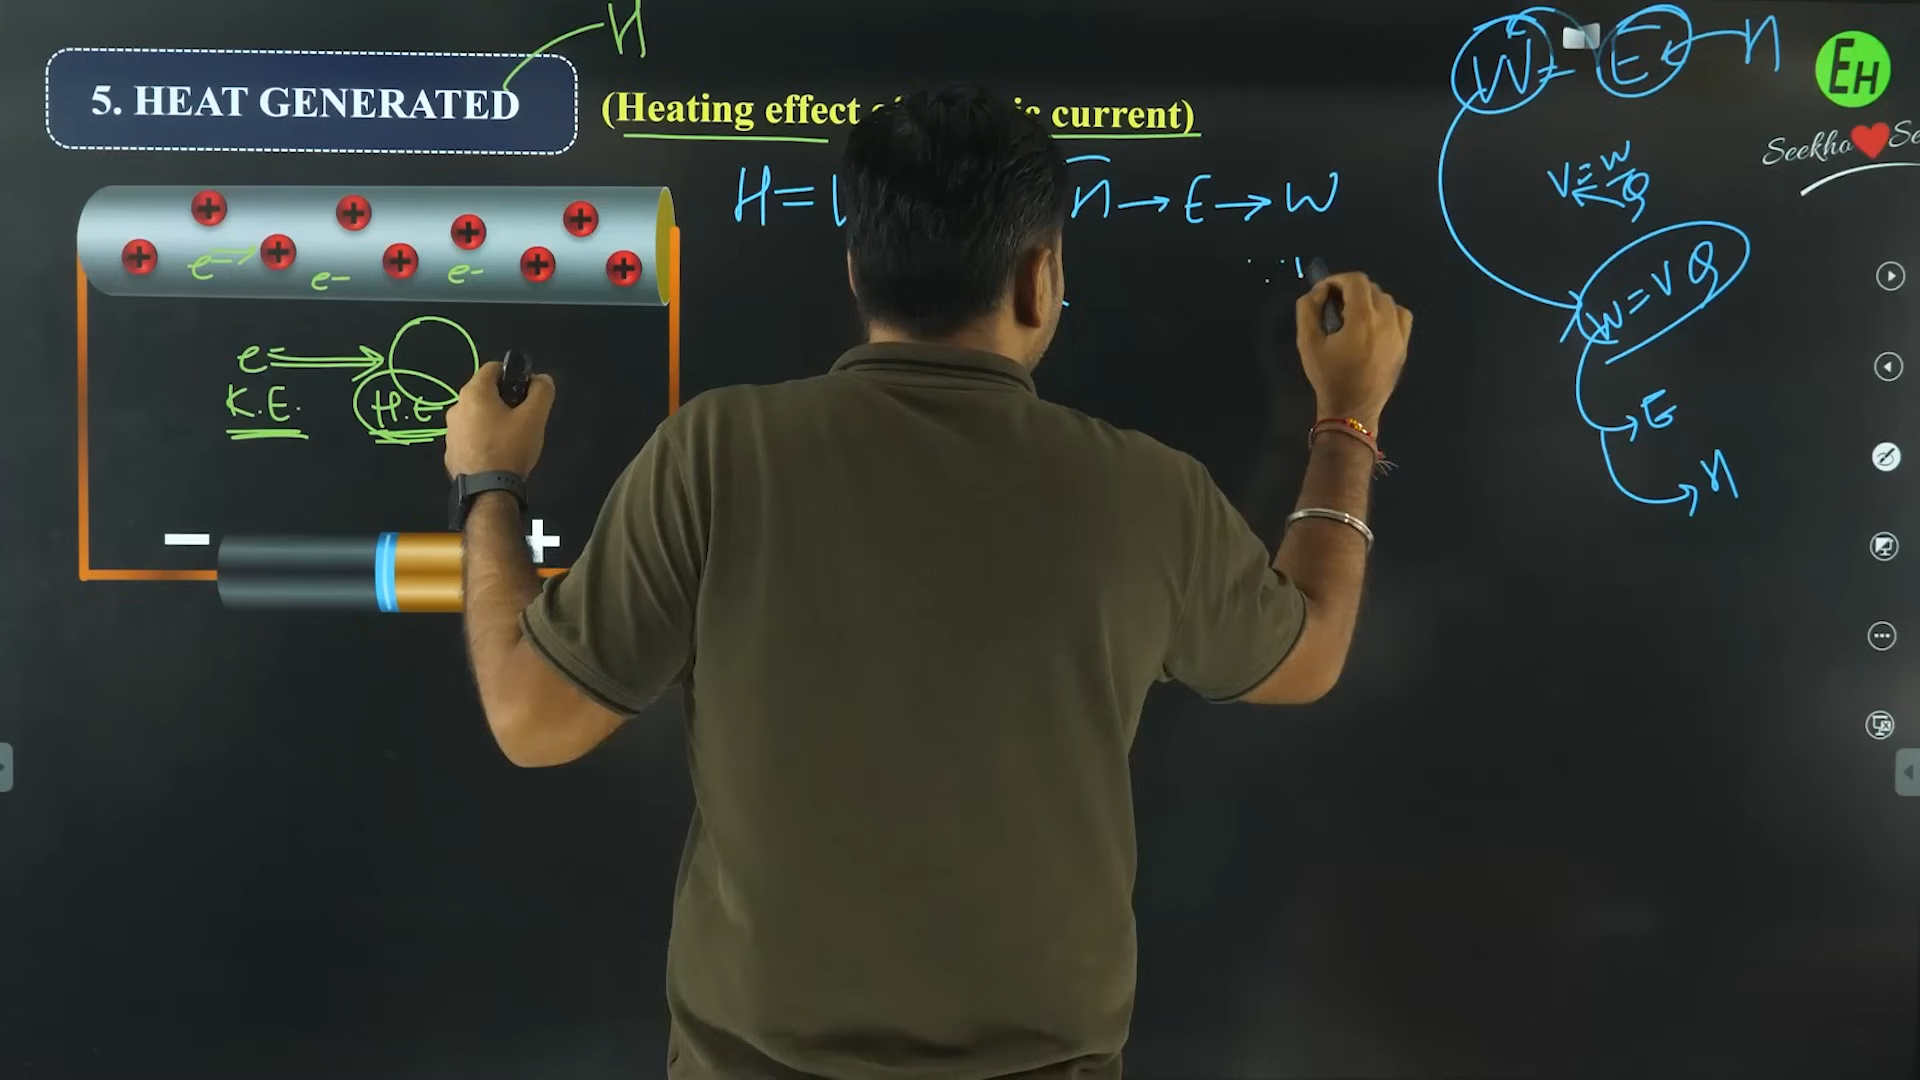 H
5. HEAT GENERATED
(Heating effect current)
H =
H → E → W
e-
e-
e-
e-
K.E.
H.E
W = E
H
V = W/Q
W = VQ
E
H
EH
Seekho